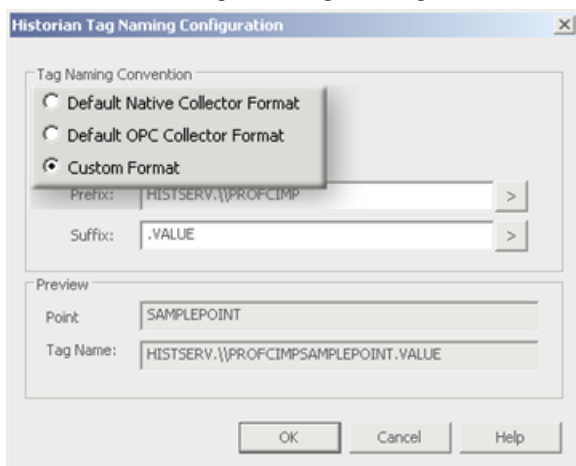 Historian Tag Naming Configuration
Tag Naming Convention
Default Native Collector Format
Default OPC Collector Format
Custom Format
Prefix: HISTSERV.\\PROFCIMP >
Suffix: .VALUE >
Preview
Point SAMPLEPOINT
Tag Name: HISTSERV.\\PROFCIMPSAMPLEPOINT.VALUE
OK Cancel Help